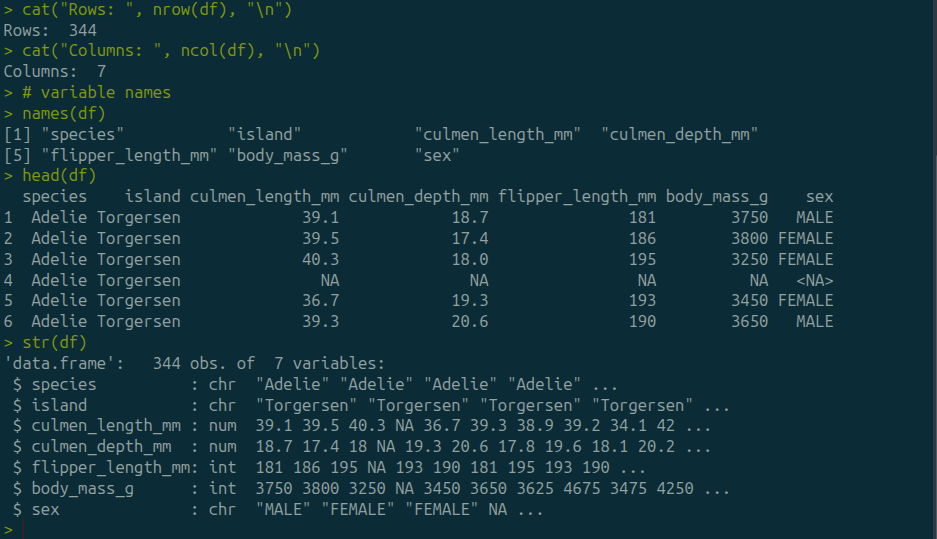 > cat("Rows: ", nrow(df), "\n")
Rows:  344
> cat("Columns: ", ncol(df), "\n")
Columns:  7
> # variable names
> names(df)
[1] "species"           "island"            "culmen_length_mm"  "culmen_depth_mm"
[5] "flipper_length_mm" "body_mass_g"       "sex"
> head(df)
  species    island culmen_length_mm culmen_depth_mm flipper_length_mm body_mass_g    sex
1  Adelie Torgersen             39.1            18.7               181        3750   MALE
2  Adelie Torgersen             39.5            17.4               186        3800 FEMALE
3  Adelie Torgersen             40.3            18.0               195        3250 FEMALE
4  Adelie Torgersen               NA              NA                NA          NA   <NA>
5  Adelie Torgersen             36.7            19.3               193        3450 FEMALE
6  Adelie Torgersen             39.3            20.6               190        3650   MALE
> str(df)
'data.frame':   344 obs. of  7 variables:
 $ species          : chr  "Adelie" "Adelie" "Adelie" "Adelie" ...
 $ island           : chr  "Torgersen" "Torgersen" "Torgersen" "Torgersen" ...
 $ culmen_length_mm : num  39.1 39.5 40.3 NA 36.7 39.3 38.9 39.2 34.1 42 ...
 $ culmen_depth_mm  : num  18.7 17.4 18 NA 19.3 20.6 17.8 19.6 18.1 20.2 ...
 $ flipper_length_mm: int  181 186 195 NA 193 190 181 195 193 190 ...
 $ body_mass_g      : int  3750 3800 3250 NA 3450 3650 3625 4675 3475 4250 ...
 $ sex              : chr  "MALE" "FEMALE" "FEMALE" NA ...
>